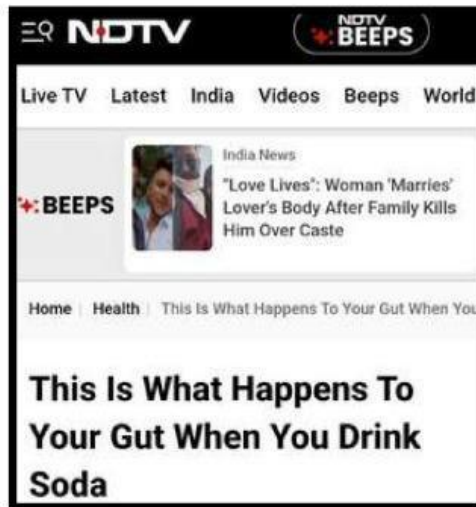 NDTV
NDTV
BEEPS
Live TV Latest India Videos Beeps World
BEEPS
India News
"Love Lives": Woman 'Marries'
Lover's Body After Family Kills
Him Over Caste
Home | Health | This Is What Happens To Your Gut When You
This Is What Happens To
Your Gut When You Drink
Soda